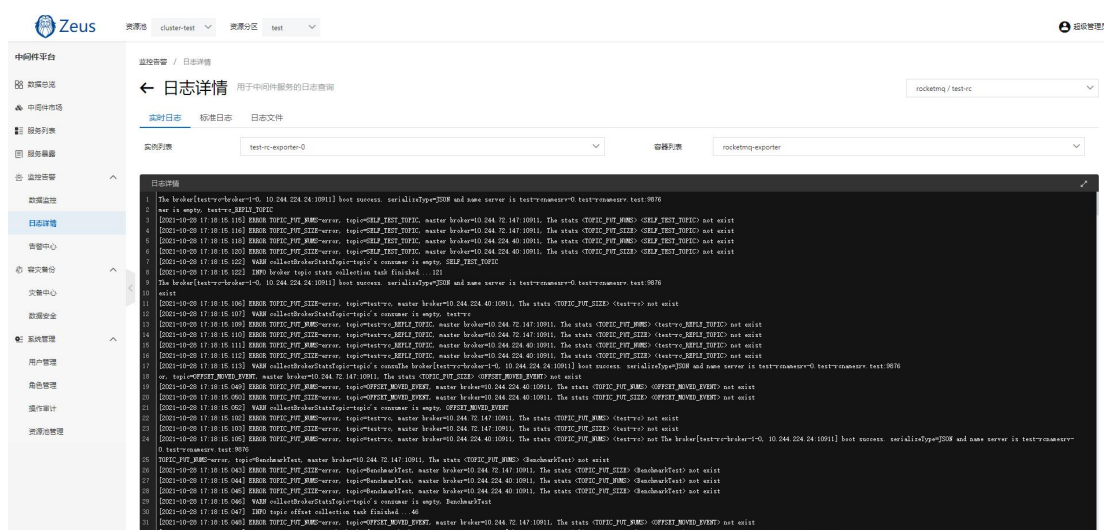 Zeus 资源池 cluster-test 资源分区 test 超级管理员
中间件平台
数据总览
中间件市场
服务列表
服务暴露
监控告警
数据监控
日志详情
告警中心
容灾备份
灾备中心
数据安全
系统管理
用户管理
角色管理
操作审计
资源池管理
监控告警 / 日志详情
← 日志详情 用于中间件服务的日志查询 rocketmq / test-rc
实时日志 标准日志 日志文件
实例列表 test-rc-exporter-0 容器列表 rocketmq-exporter
日志详情
1 The broker[test-rc-broker-1-0, 10.244.224.24:10911] boot success. serializeType=JSON and name server is test-rcnamesrv-0.test-rcnamesrv.test:9876
2 mer is empty, test-rc_REPLY_TOPIC
3 [2021-10-28 17:18:15.115] ERROR TOPIC_PUT_NUMS-error, topic=SELF_TEST_TOPIC, master broker=10.244.72.147:10911, The stats <TOPIC_PUT_NUMS> <SELF_TEST_TOPIC> not exist
4 [2021-10-28 17:18:15.116] ERROR TOPIC_PUT_SIZE-error, topic=SELF_TEST_TOPIC, master broker=10.244.72.147:10911, The stats <TOPIC_PUT_SIZE> <SELF_TEST_TOPIC> not exist
5 [2021-10-28 17:18:15.118] ERROR TOPIC_PUT_NUMS-error, topic=SELF_TEST_TOPIC, master broker=10.244.224.40:10911, The stats <TOPIC_PUT_NUMS> <SELF_TEST_TOPIC> not exist
6 [2021-10-28 17:18:15.120] ERROR TOPIC_PUT_SIZE-error, topic=SELF_TEST_TOPIC, master broker=10.244.224.40:10911, The stats <TOPIC_PUT_SIZE> <SELF_TEST_TOPIC> not exist
7 [2021-10-28 17:18:15.122] WARN collectBrokerStatsTopic-topic's consumer is empty, SELF_TEST_TOPIC
8 [2021-10-28 17:18:15.122] INFO broker topic stats collection task finished....121
9 The broker[test-rc-broker-1-0, 10.244.224.24:10911] boot success. serializeType=JSON and name server is test-rcnamesrv-0.test-rcnamesrv.test:9876
10 exist
11 [2021-10-28 17:18:15.106] ERROR TOPIC_PUT_SIZE-error, topic=test-rc, master broker=10.244.224.40:10911, The stats <TOPIC_PUT_SIZE> <test-rc> not exist
12 [2021-10-28 17:18:15.107] WARN collectBrokerStatsTopic-topic's consumer is empty, test-rc
13 [2021-10-28 17:18:15.109] ERROR TOPIC_PUT_NUMS-error, topic=test-rc_REPLY_TOPIC, master broker=10.244.72.147:10911, The stats <TOPIC_PUT_NUMS> <test-rc_REPLY_TOPIC> not exist
14 [2021-10-28 17:18:15.110] ERROR TOPIC_PUT_SIZE-error, topic=test-rc_REPLY_TOPIC, master broker=10.244.72.147:10911, The stats <TOPIC_PUT_SIZE> <test-rc_REPLY_TOPIC> not exist
15 [2021-10-28 17:18:15.111] ERROR TOPIC_PUT_NUMS-error, topic=test-rc_REPLY_TOPIC, master broker=10.244.224.40:10911, The stats <TOPIC_PUT_NUMS> <test-rc_REPLY_TOPIC> not exist
16 [2021-10-28 17:18:15.112] ERROR TOPIC_PUT_SIZE-error, topic=test-rc_REPLY_TOPIC, master broker=10.244.224.40:10911, The stats <TOPIC_PUT_SIZE> <test-rc_REPLY_TOPIC> not exist
17 [2021-10-28 17:18:15.113] WARN collectBrokerStatsTopic-topic's consuThe broker[test-rc-broker-1-0, 10.244.224.24:10911] boot success. serializeType=JSON and name server is test-rcnamesrv-0.test-rcnamesrv.test:9876
18 or, topic=OFFSET_MOVED_EVENT, master broker=10.244.72.147:10911, The stats <TOPIC_PUT_SIZE> <OFFSET_MOVED_EVENT> not exist
19 [2021-10-28 17:18:15.049] ERROR TOPIC_PUT_NUMS-error, topic=OFFSET_MOVED_EVENT, master broker=10.244.224.40:10911, The stats <TOPIC_PUT_NUMS> <OFFSET_MOVED_EVENT> not exist
20 [2021-10-28 17:18:15.050] ERROR TOPIC_PUT_SIZE-error, topic=OFFSET_MOVED_EVENT, master broker=10.244.224.40:10911, The stats <TOPIC_PUT_SIZE> <OFFSET_MOVED_EVENT> not exist
21 [2021-10-28 17:18:15.052] WARN collectBrokerStatsTopic-topic's consumer is empty, OFFSET_MOVED_EVENT
22 [2021-10-28 17:18:15.102] ERROR TOPIC_PUT_NUMS-error, topic=test-rc, master broker=10.244.72.147:10911, The stats <TOPIC_PUT_NUMS> <test-rc> not exist
23 [2021-10-28 17:18:15.103] ERROR TOPIC_PUT_SIZE-error, topic=test-rc, master broker=10.244.72.147:10911, The stats <TOPIC_PUT_SIZE> <test-rc> not exist
24 [2021-10-28 17:18:15.105] ERROR TOPIC_PUT_NUMS-error, topic=test-rc, master broker=10.244.224.40:10911, The stats <TOPIC_PUT_NUMS> <test-rc> not The broker[test-rc-broker-1-0, 10.244.224.24:10911] boot success. serializeType=JSON and name server is test-rcnamesrv-
0.test-rcnamesrv.test:9876
25 TOPIC_PUT_NUMS-error, topic=BenchmarkTest, master broker=10.244.72.147:10911, The stats <TOPIC_PUT_NUMS> <BenchmarkTest> not exist
26 [2021-10-28 17:18:15.043] ERROR TOPIC_PUT_SIZE-error, topic=BenchmarkTest, master broker=10.244.72.147:10911, The stats <TOPIC_PUT_SIZE> <BenchmarkTest> not exist
27 [2021-10-28 17:18:15.044] ERROR TOPIC_PUT_NUMS-error, topic=BenchmarkTest, master broker=10.244.224.40:10911, The stats <TOPIC_PUT_NUMS> <BenchmarkTest> not exist
28 [2021-10-28 17:18:15.045] ERROR TOPIC_PUT_SIZE-error, topic=BenchmarkTest, master broker=10.244.224.40:10911, The stats <TOPIC_PUT_SIZE> <BenchmarkTest> not exist
29 [2021-10-28 17:18:15.046] WARN collectBrokerStatsTopic-topic's consumer is empty, BenchmarkTest
30 [2021-10-28 17:18:15.047] INFO topic offset collection task finished....46
31 [2021-10-28 17:18:15.048] ERROR TOPIC_PUT_NUMS-error, topic=OFFSET_MOVED_EVENT, master broker=10.244.72.147:10911, The stats <TOPIC_PUT_NUMS> <OFFSET_MOVED_EVENT> not exist